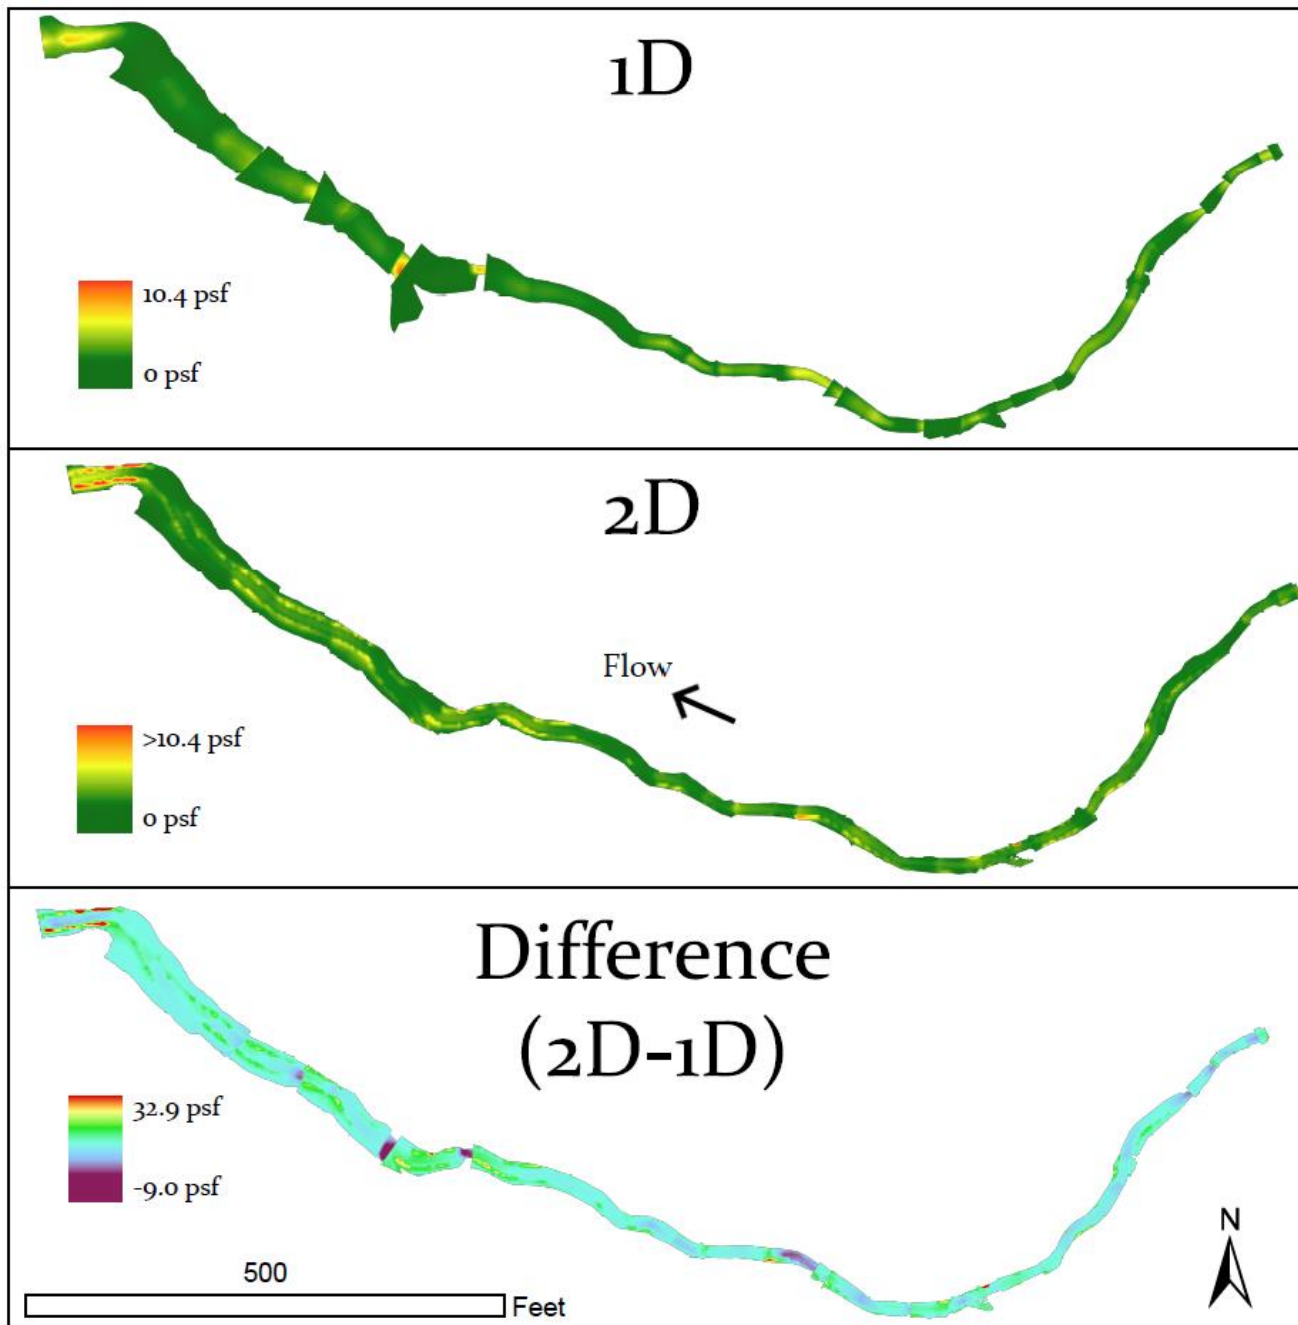 1D
10.4 psf
0 psf
2D
Flow
>10.4 psf
0 psf
Difference
(2D-1D)
32.9 psf
-9.0 psf
N
500
Feet